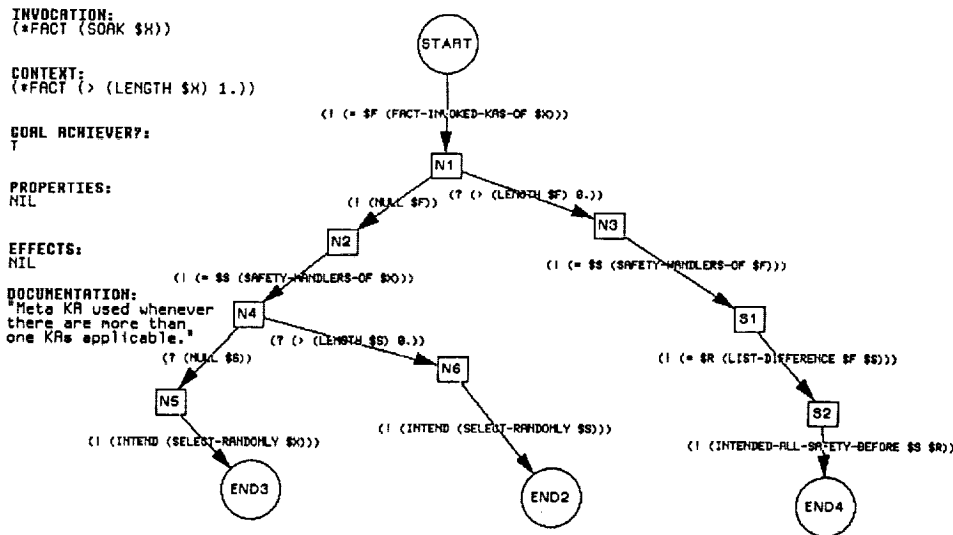 INVOCATION:
(*FACT (SOAK $X))
CONTEXT:
(*FACT (> (LENGTH $X) 1.))
GOAL ACHIEVER?:
T
PROPERTIES:
NIL
EFFECTS:
NIL
DOCUMENTATION:
"Meta KA used whenever
there are more than
one KAs applicable."
START
(! (= $F (FACT-INVOKED-KAS-OF $X)))
N1
(! (NULL $F))
(? (> (LENGTH $F) 0.))
N2
N3
(! (= $S (SAFETY-HANDLERS-OF $X)))
(! (= $S (SAFETY-HANDLERS-OF $F)))
N4
S1
(? (NULL $S))
(? (> (LENGTH $S) 0.))
(! (= $R (LIST-DIFFERENCE $F $S)))
N5
N6
S2
(! (INTEND (SELECT-RANDOMLY $X)))
(! (INTEND (SELECT-RANDOMLY $S)))
(! (INTENDED-ALL-SAFETY-BEFORE $S $R))
END3
END2
END4